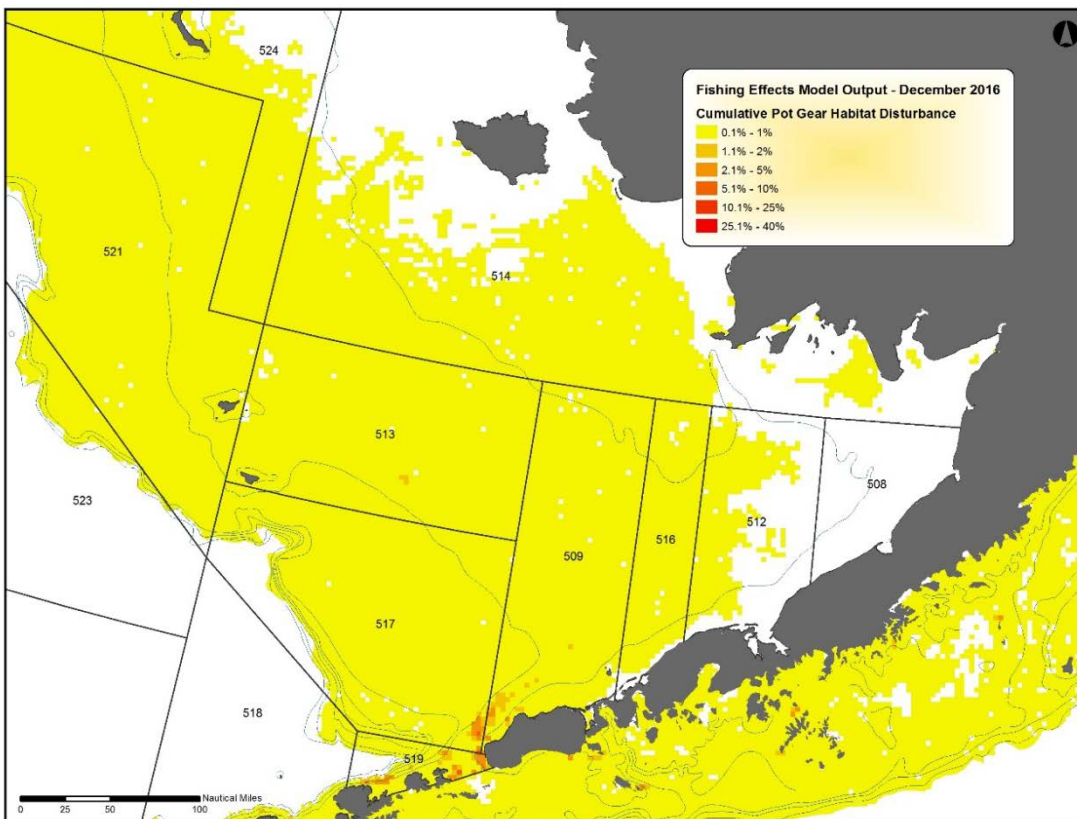 524
Fishing Effects Model Output - December 2016
Cumulative Pot Gear Habitat Disturbance
0.1% - 1%
1.1% - 2%
2.1% - 5%
5.1% - 10%
10.1% - 25%
25.1% - 40%
521
514
513
523
508
512
509
516
517
518
519
Nautical Miles
0 25 50 100